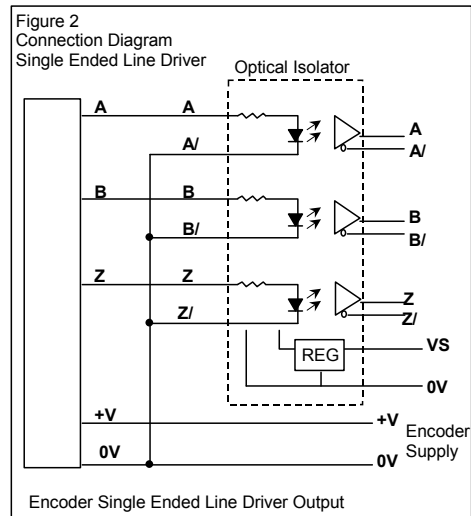 Figure 2
Connection Diagram
Single Ended Line Driver
Optical Isolator
A A A
A/ A/
B B B
B/ B/
Z Z Z
Z/ Z/
REG VS
0V
+V +V
Encoder
Supply
0V 0V
Encoder Single Ended Line Driver Output